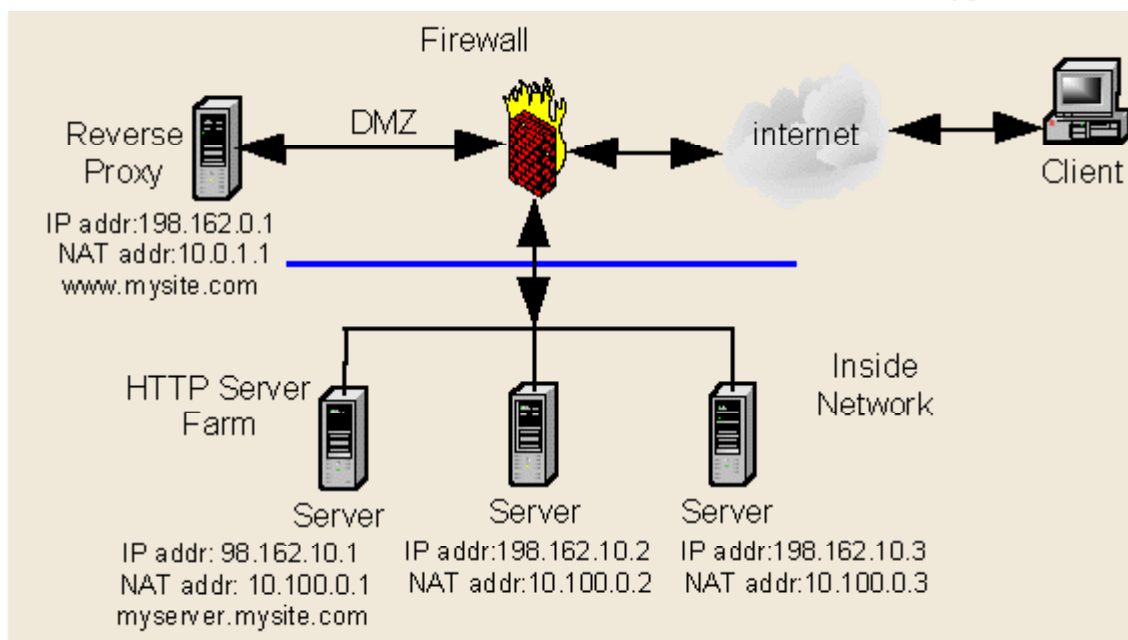 Firewall
DMZ
Reverse
Proxy
internet
Client
IP addr:198.162.0.1
NAT addr:10.0.1.1
www.mysite.com
HTTP Server
Farm
Inside
Network
Server
IP addr: 98.162.10.1
NAT addr: 10.100.0.1
myserver.mysite.com
Server
IP addr:198.162.10.2
NAT addr:10.100.0.2
Server
IP addr:198.162.10.3
NAT addr:10.100.0.3